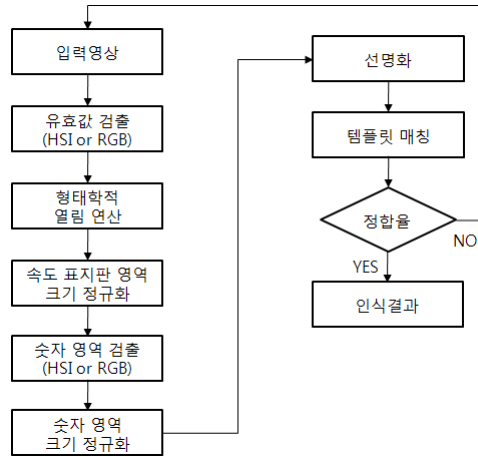 입력영상
유효값 검출
(HSI or RGB)
형태학적
열림 연산
속도 표지판 영역
크기 정규화
숫자 영역 검출
(HSI or RGB)
숫자 영역
크기 정규화
선명화
템플릿 매칭
정합율
NO
YES
인식결과